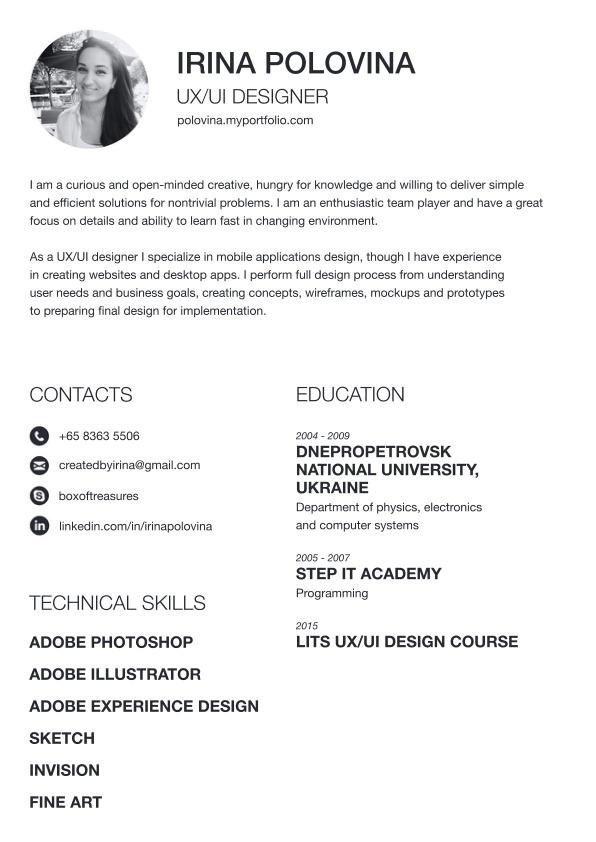 IRINA POLOVINA
UX/UI DESIGNER
polovina.myportfolio.com
I am a curious and open-minded creative, hungry for knowledge and willing to deliver simple
and efficient solutions for nontrivial problems. I am an enthusiastic team player and have a great
focus on details and ability to learn fast in changing environment.
As a UX/UI designer I specialize in mobile applications design, though I have experience
in creating websites and desktop apps. I perform full design process from understanding
user needs and business goals, creating concepts, wireframes, mockups and prototypes
to preparing final design for implementation.
CONTACTS
+65 8363 5506
createdbyirina@gmail.com
boxoftreasures
linkedin.com/in/irinapolovina
TECHNICAL SKILLS
ADOBE PHOTOSHOP
ADOBE ILLUSTRATOR
ADOBE EXPERIENCE DESIGN
SKETCH
INVISION
FINE ART
EDUCATION
2004 - 2009
DNEPROPETROVSK
NATIONAL UNIVERSITY,
UKRAINE
Department of physics, electronics
and computer systems
2005 - 2007
STEP IT ACADEMY
Programming
2015
LITS UX/UI DESIGN COURSE